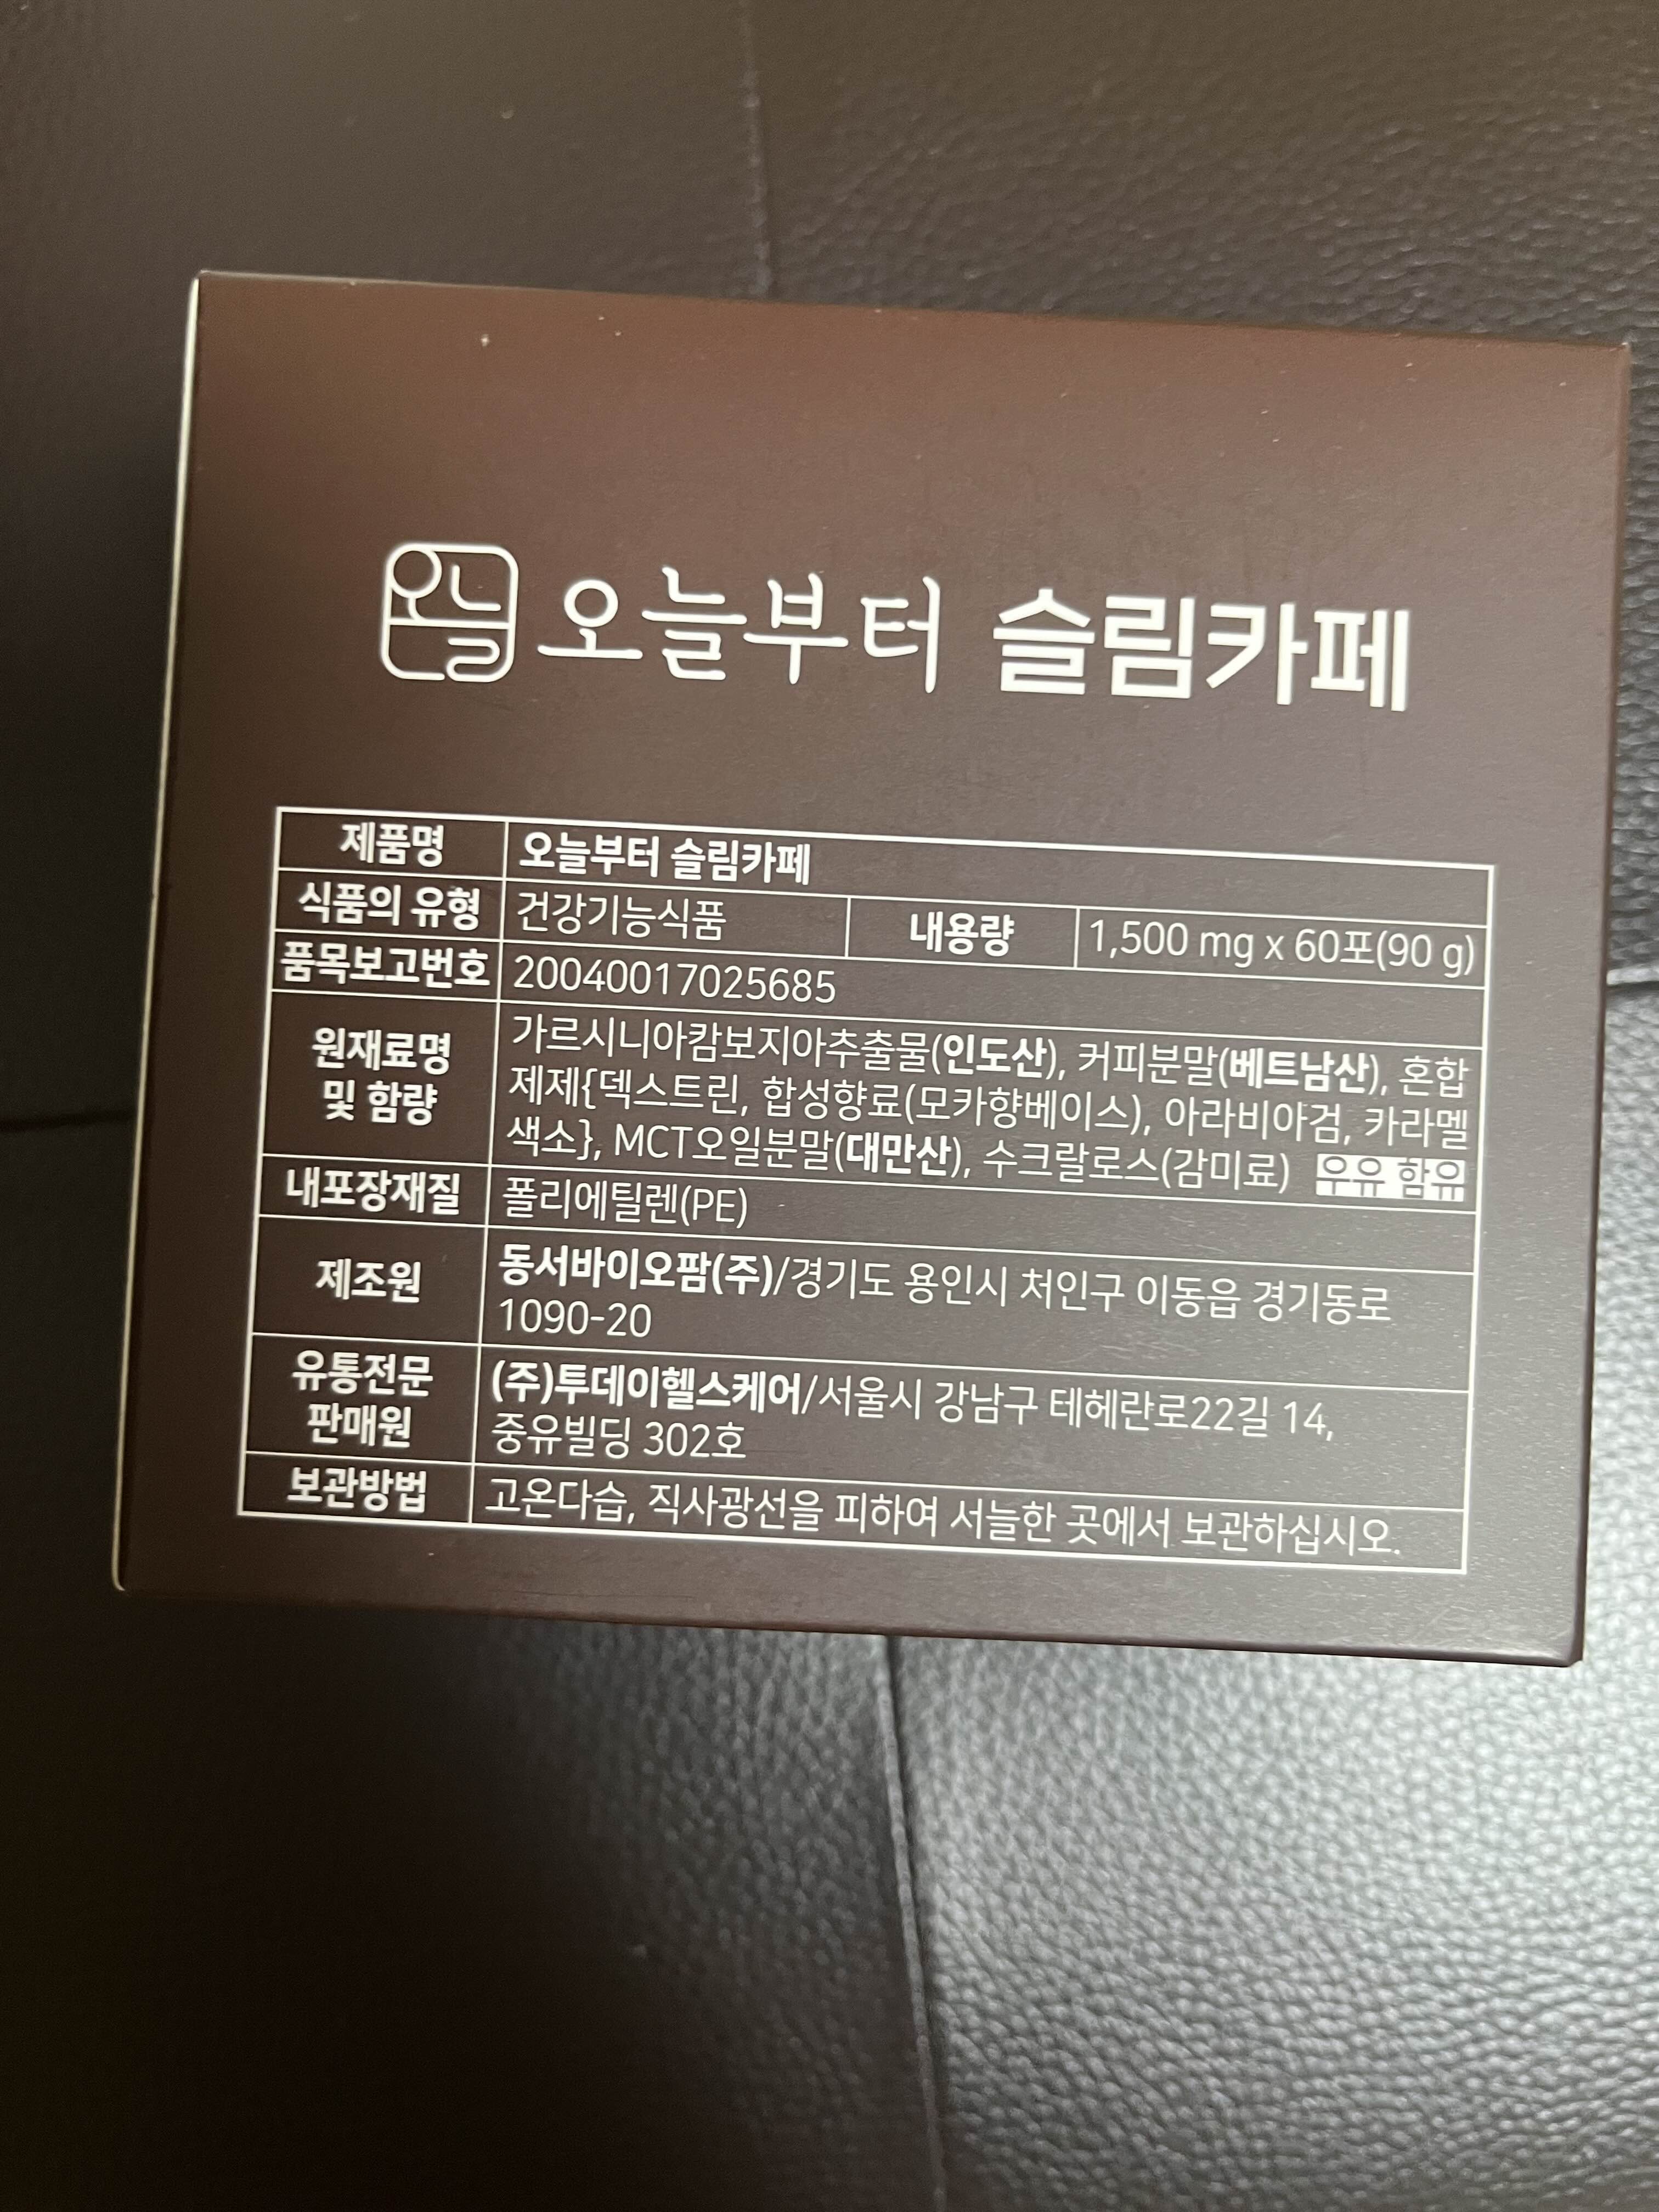 오늘 오늘부터 슬림카페
제품명 오늘부터 슬림카페
식품의 유형 건강기능식품 내용량 1,500 mg x 60포(90 g)
품목보고번호 20040017025685
원재료명 및 함량
가르시니아캄보지아추출물(인도산), 커피분말(베트남산), 혼합
제제{덱스트린, 합성향료(모카향베이스), 아라비아검, 카라멜
색소}, MCT오일분말(대만산), 수크랄로스(감미료) 우유 함유
내포장재질 폴리에틸렌(PE)
제조원 동서바이오팜(주)/경기도 용인시 처인구 이동읍 경기동로
1090-20
유통전문 (주)투데이헬스케어/서울시 강남구 테헤란로22길 14,
판매원 중유빌딩 302호
보관방법 고온다습, 직사광선을 피하여 서늘한 곳에서 보관하십시오.